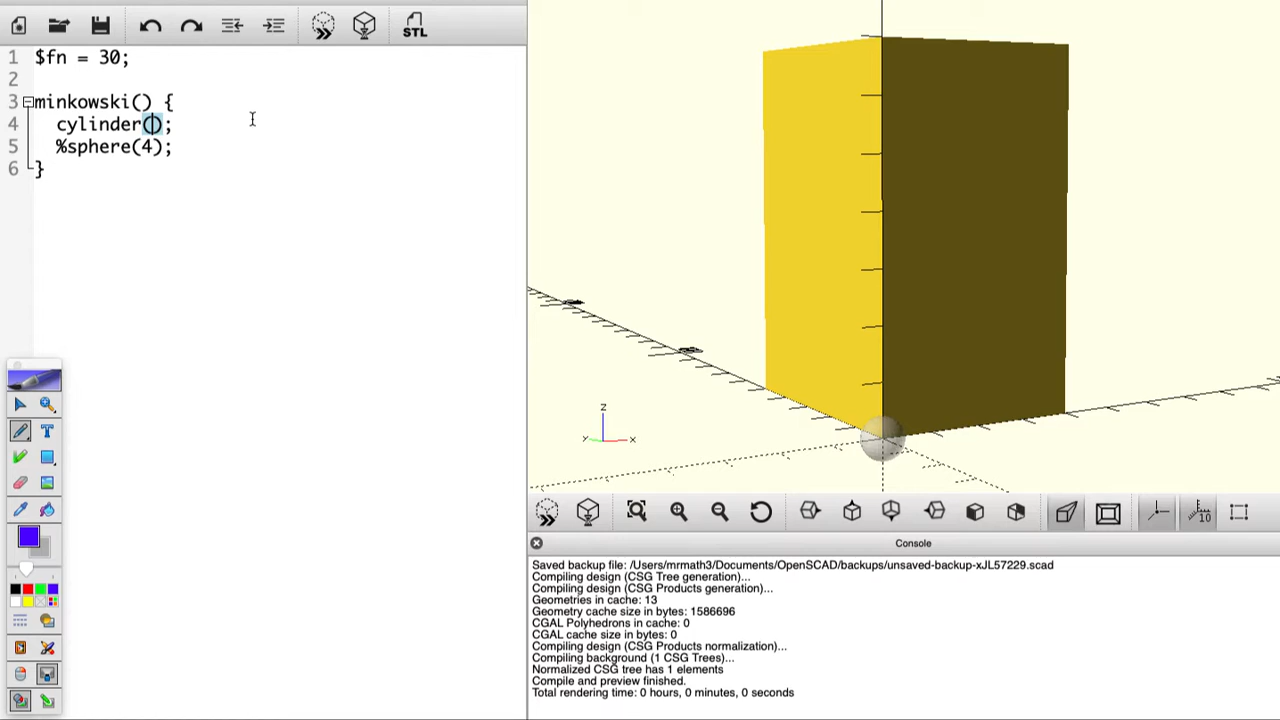 STL
1 $fn = 30;
2
3 minkowski() {
4 cylinder();
5 %sphere(4);
6 }
Z
Y
X
10
Console
Saved backup file: /Users/mrmath3/Documents/OpenSCAD/backups/unsaved-backup-xJL57229.scad
Compiling design (CSG Tree generation)...
Compiling design (CSG Products generation)...
Geometries in cache: 13
Geometry cache size in bytes: 1586696
CGAL Polyhedrons in cache: 0
CGAL cache size in bytes: 0
Compiling design (CSG Products normalization)...
Compiling background (1 CSG Trees)...
Normalized CSG tree has 1 elements
Compile and preview finished.
Total rendering time: 0 hours, 0 minutes, 0 seconds